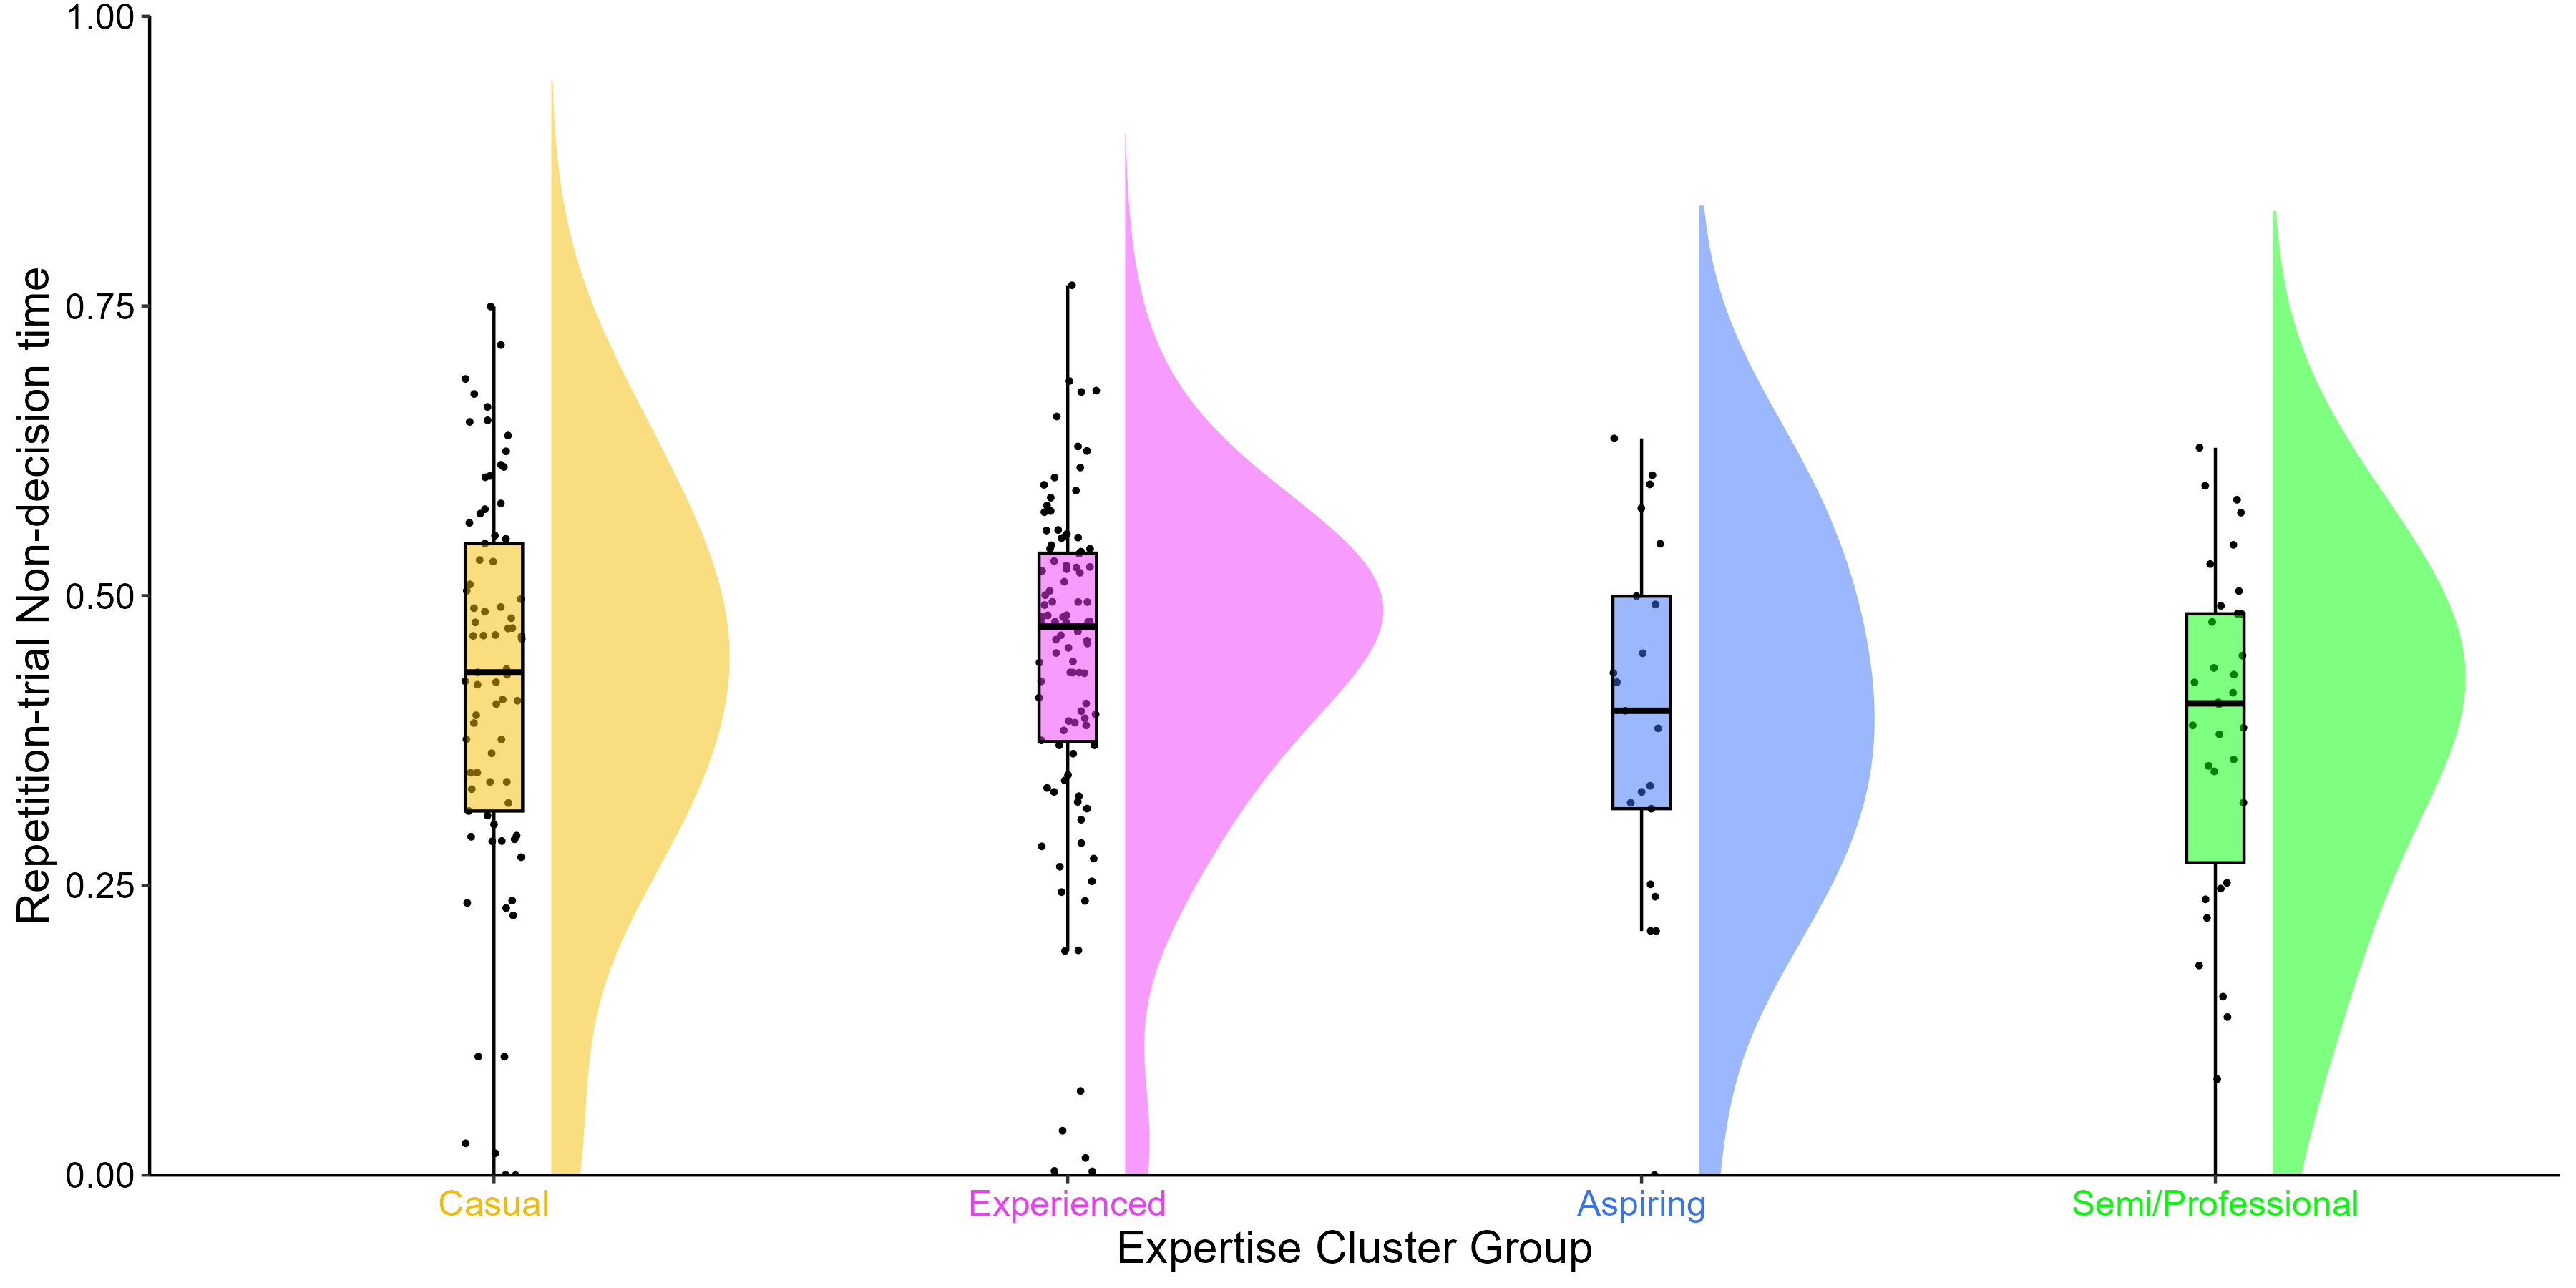 Repetition-trial Non-decision time
1.00
0.75
0.50
0.25
0.00
Casual Experienced Aspiring Semi/Professional
Expertise Cluster Group